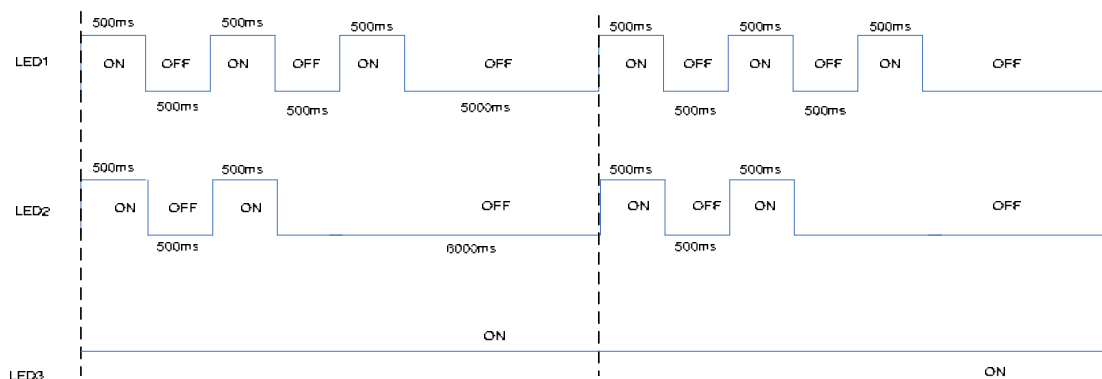 500ms 500ms 500ms 500ms 500ms 500ms
LED1 ON OFF ON OFF ON OFF ON OFF ON OFF ON OFF
500ms 500ms 5000ms 500ms 500ms
500ms 500ms 500ms 500ms
LED2 ON OFF ON OFF ON OFF ON OFF
500ms 6000ms 500ms
ON
LED3 ON